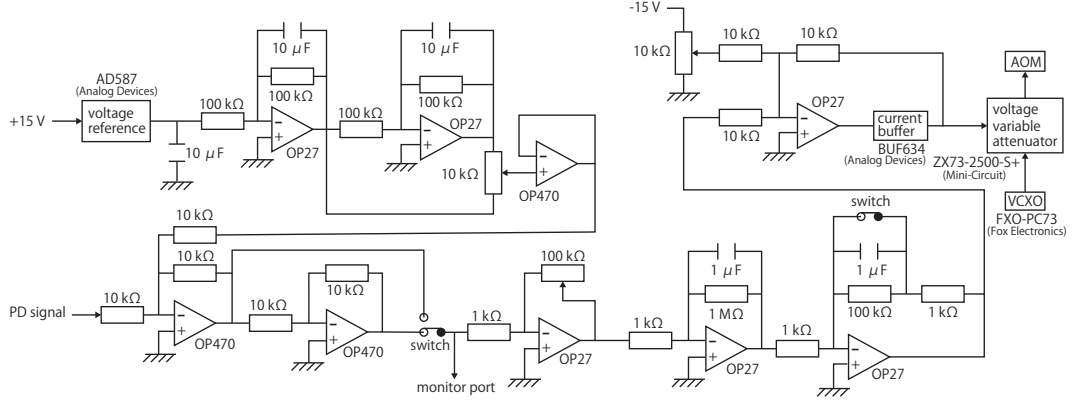 -15 V
10 kΩ
10 kΩ
10 kΩ
10 kΩ
OP27
AOM
voltage
variable
attenuator
current
buffer
BUF634
(Analog Devices)
ZX73-2500-S+
(Mini-Circuit)
VCXO
FXO-PC73
(Fox Electronics)
AD587
(Analog Devices)
voltage
reference
+15 V
10 μF
100 kΩ
10 μF
100 kΩ
OP27
100 kΩ
10 μF
100 kΩ
OP27
10 kΩ
OP470
10 kΩ
10 kΩ
PD signal
10 kΩ
OP470
10 kΩ
10 kΩ
OP470
switch
monitor port
1 kΩ
100 kΩ
OP27
1 kΩ
1 μF
1 MΩ
OP27
1 kΩ
switch
1 μF
100 kΩ
1 kΩ
OP27